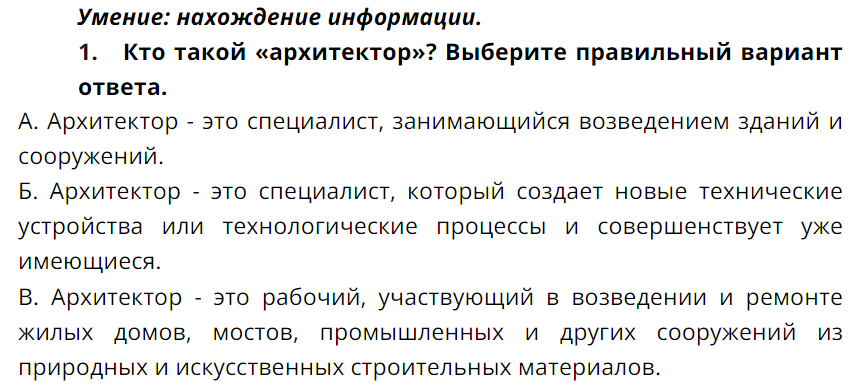 Умение: нахождение информации.
1. Кто такой «архитектор»? Выберите правильный вариант
ответа.
А. Архитектор - это специалист, занимающийся возведением зданий и
сооружений.
Б. Архитектор - это специалист, который создает новые технические
устройства или технологические процессы и совершенствует уже
имеющиеся.
В. Архитектор - это рабочий, участвующий в возведении и ремонте
жилых домов, мостов, промышленных и других сооружений из
природных и искусственных строительных материалов.